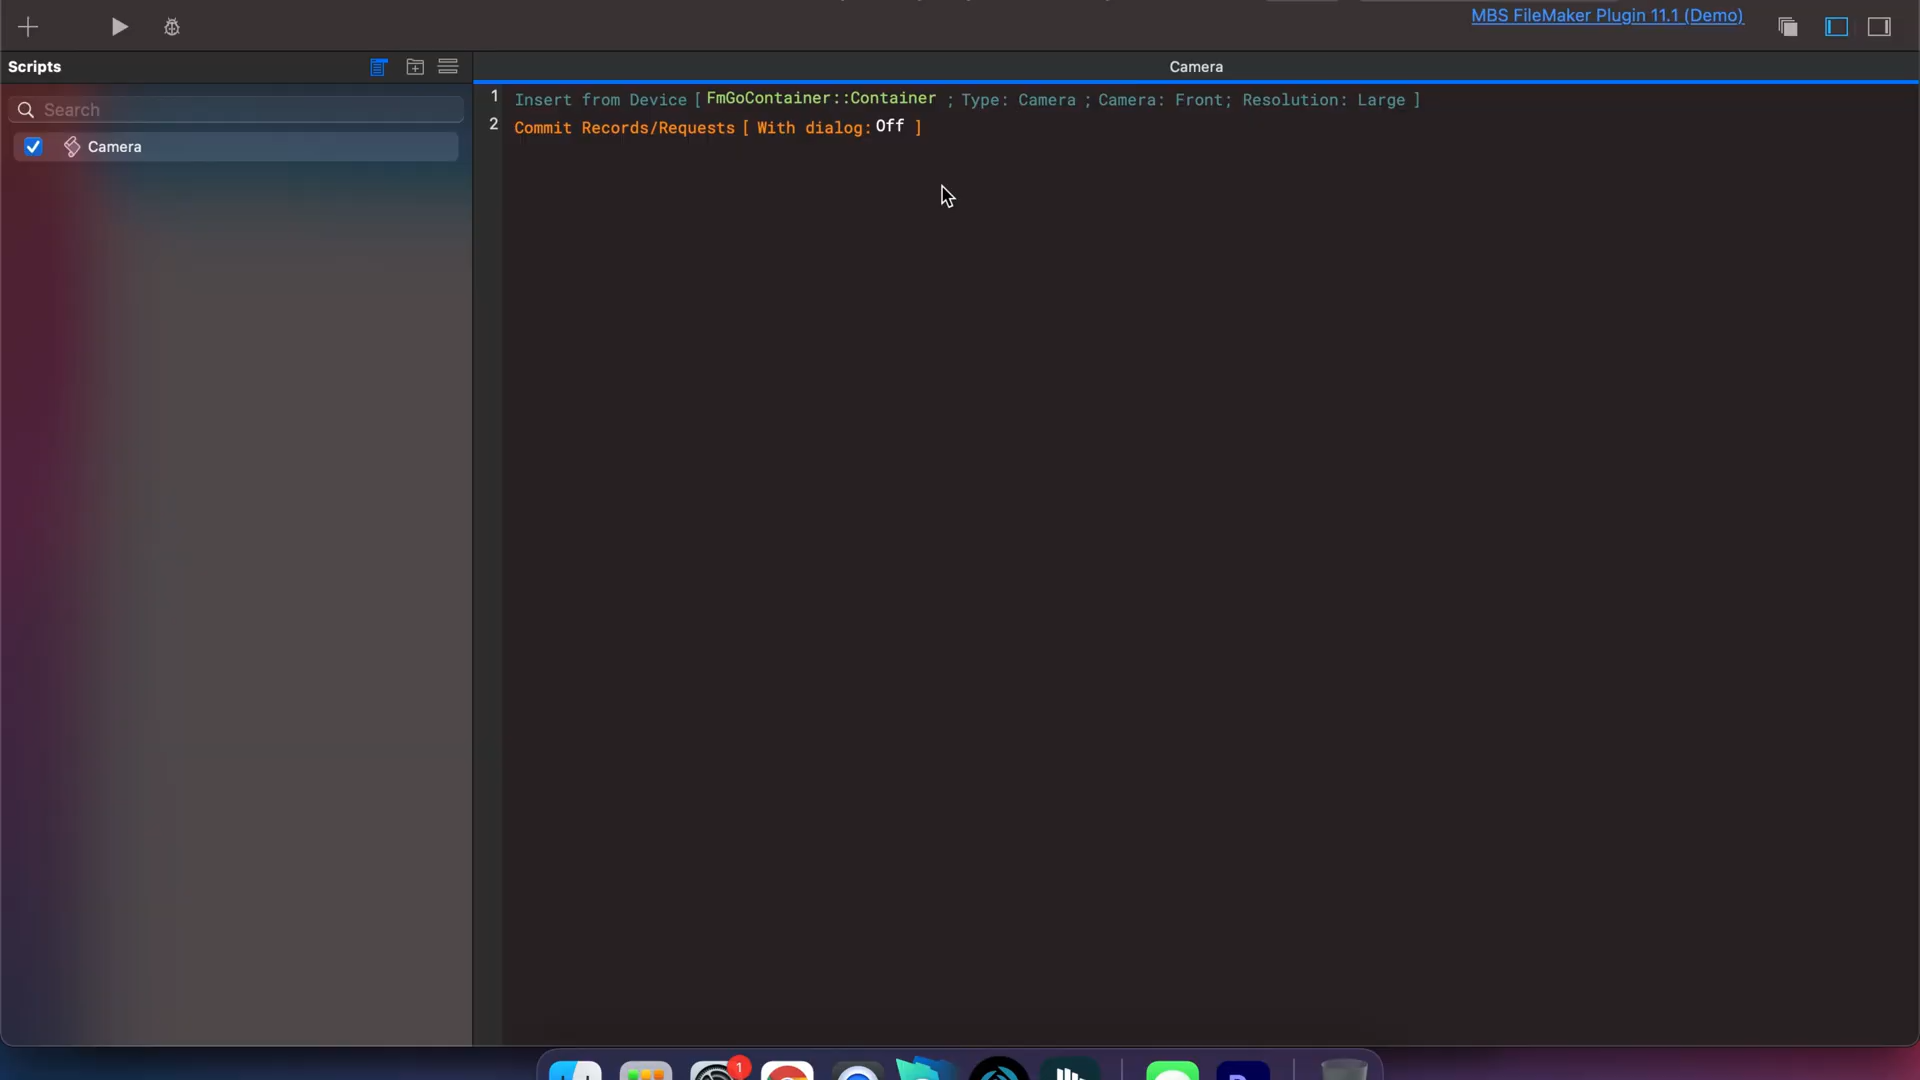 MBS FileMaker Plugin 11.1 (Demo)
Scripts
Camera
Search
Camera
1 Insert from Device [ FmGoContainer::Container ; Type: Camera ; Camera: Front; Resolution: Large ]
2 Commit Records/Requests [ With dialog: Off ]
1